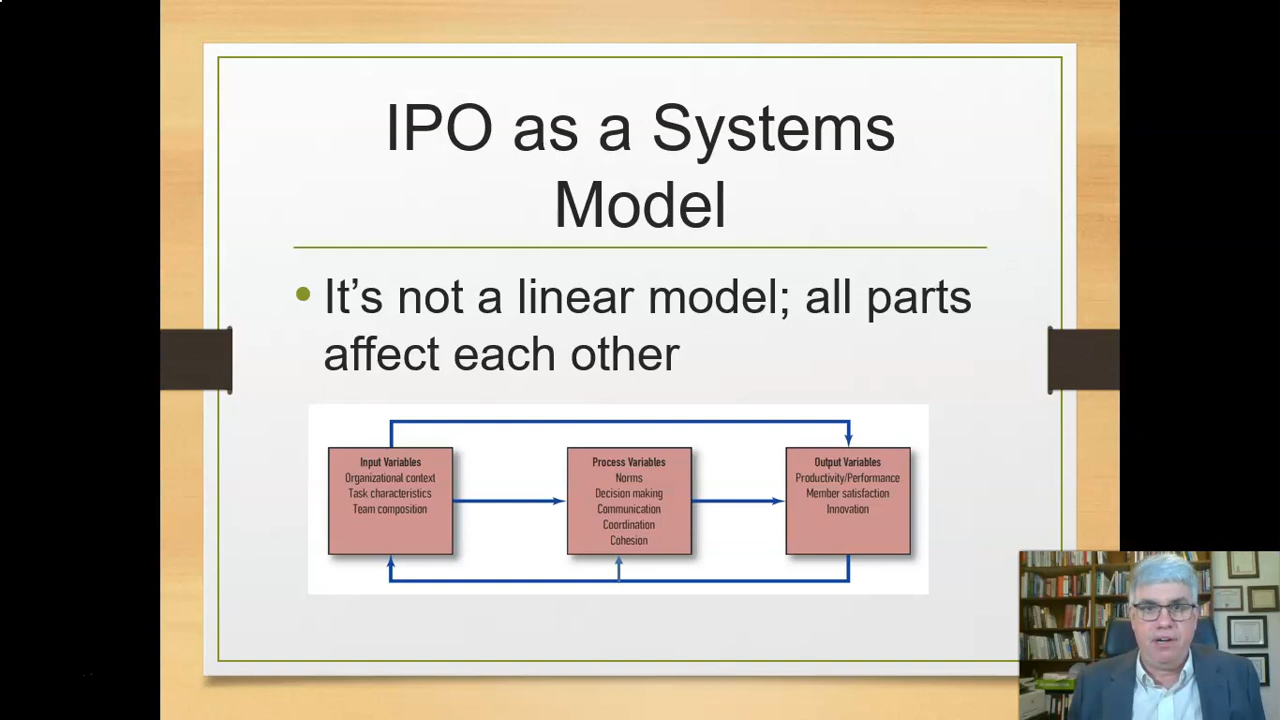 IPO as a Systems
Model
• It’s not a linear model; all parts
affect each other
Input Variables
Organizational context
Task characteristics
Team composition
Process Variables
Norms
Decision making
Communication
Coordination
Cohesion
Output Variables
Productivity/Performance
Member satisfaction
Innovation